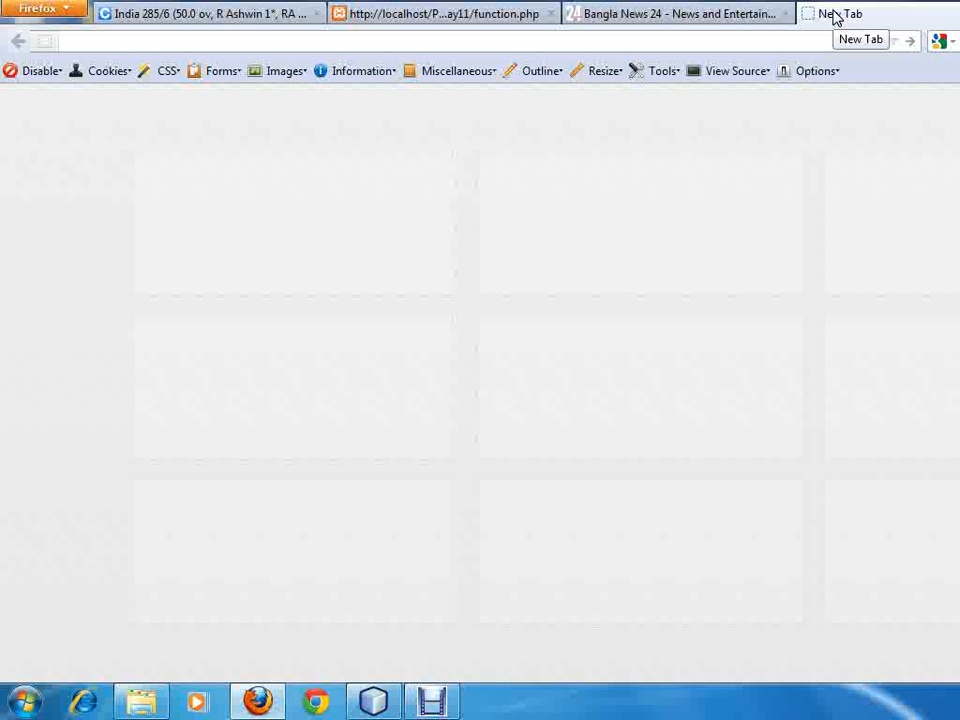 Firefox
India 285/6 (50.0 ov, R Ashwin 1*, RA ...
http://localhost/P...ay11/function.php
24 Bangla News 24 - News and Entertain...
New Tab
New Tab
Disable Cookies CSS Forms Images Information Miscellaneous Outline Resize Tools View Source Options